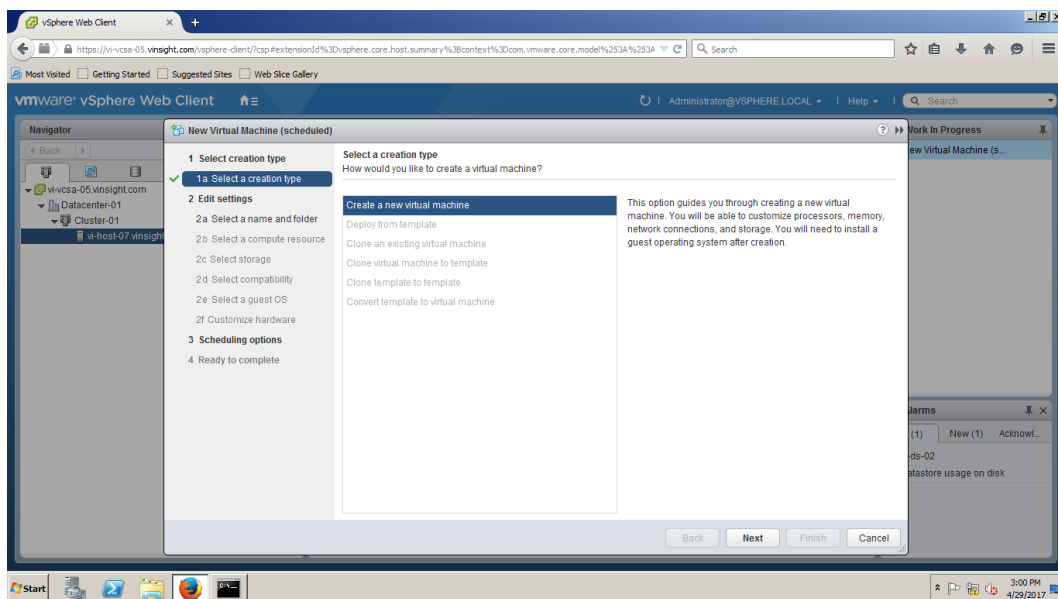 vSphere Web Client
https://vi-vcsa-05.vinsight.com/vsphere-client/?csp#extensionId%3Dvsphere.core.host.summary%3Bcontext%3Dcom.vmware.core.model%253A%253A
Search
Most Visited Getting Started Suggested Sites Web Slice Gallery
vmware® vSphere Web Client
Administrator@VSPHERE.LOCAL
Help
Search
Navigator
Back
vi-vcsa-05.vinsight.com
Datacenter-01
Cluster-01
vi-host-07.vinsight
New Virtual Machine (scheduled)
1 Select creation type
1a Select a creation type
2 Edit settings
2a Select a name and folder
2b Select a compute resource
2c Select storage
2d Select compatibility
2e Select a guest OS
2f Customize hardware
3 Scheduling options
4 Ready to complete
Select a creation type
How would you like to create a virtual machine?
Create a new virtual machine
Deploy from template
Clone an existing virtual machine
Clone virtual machine to template
Clone template to template
Convert template to virtual machine
This option guides you through creating a new virtual
machine. You will be able to customize processors, memory,
network connections, and storage. You will need to install a
guest operating system after creation.
Back Next Finish Cancel
Work In Progress
ew Virtual Machine (s...
larms
(1) New (1) Acknowl...
-ds-02
atastore usage on disk
Start
C:\
3:00 PM
4/29/2017